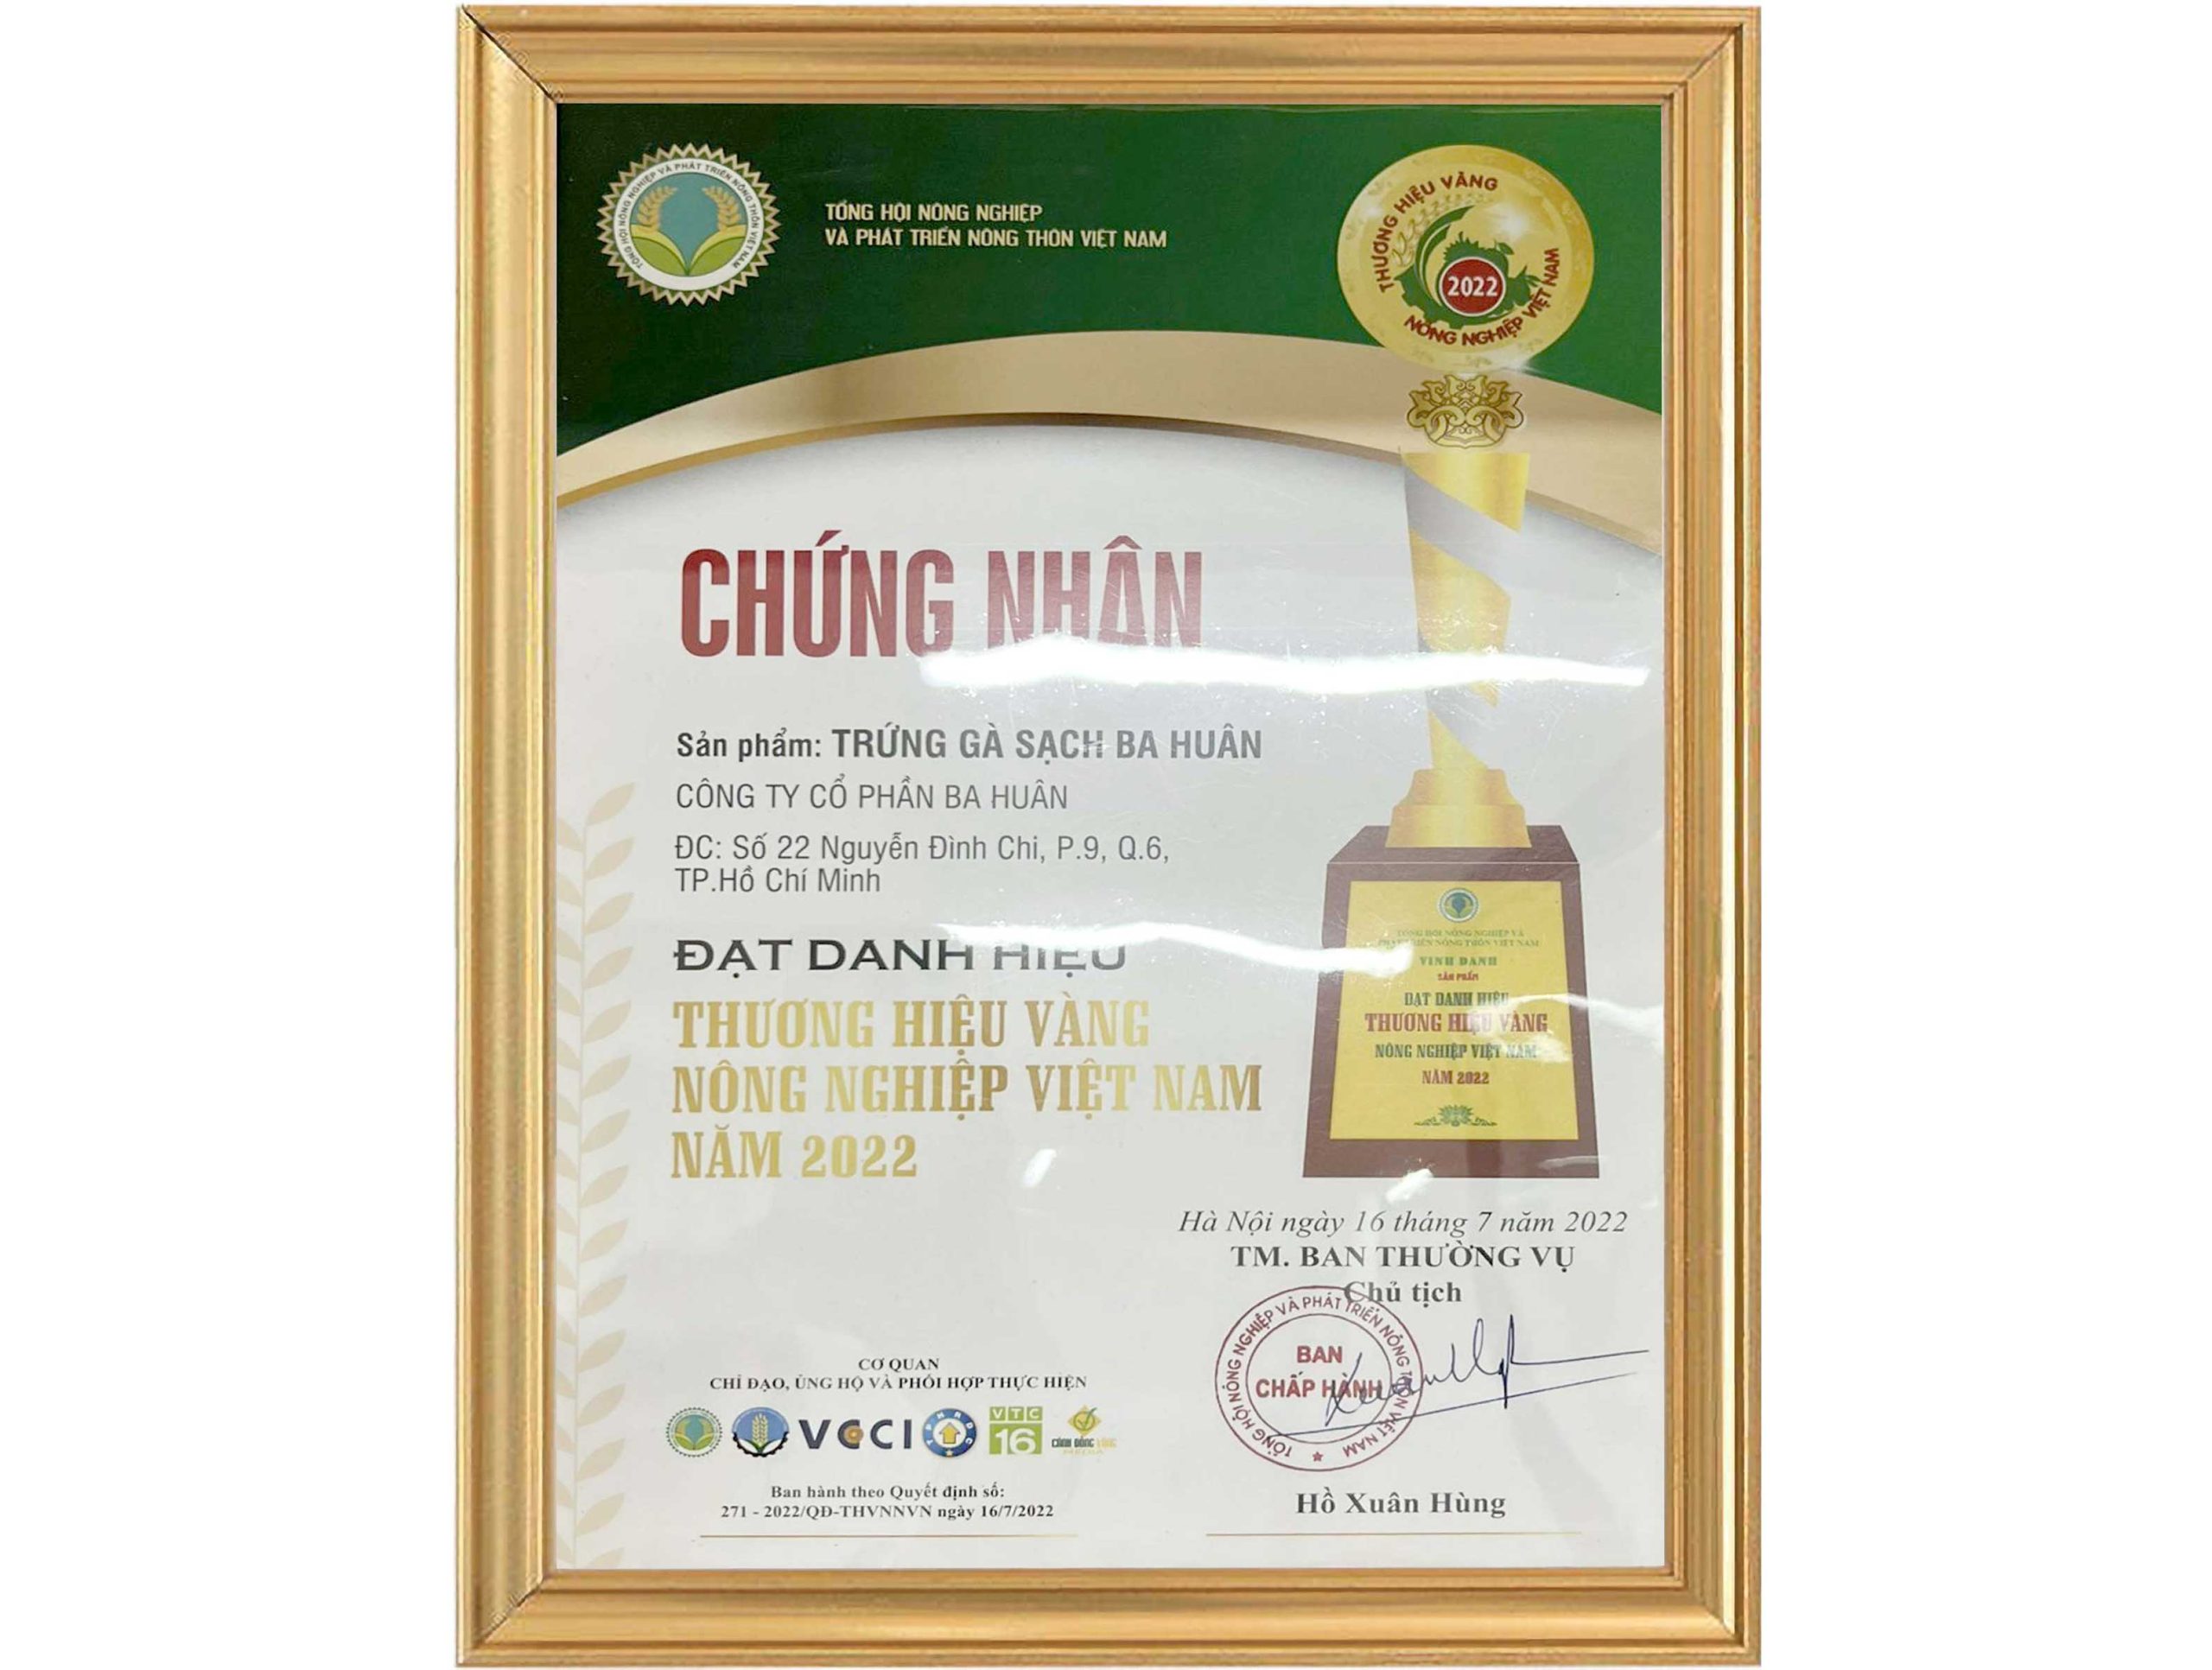 TỔNG HỘI NÔNG NGHIỆP VÀ PHÁT TRIỂN NÔNG THÔN VIỆT NAM
TỔNG HỘI NÔNG NGHIỆP
VÀ PHÁT TRIỂN NÔNG THÔN VIỆT NAM
THƯƠNG HIỆU VÀNG
NÔNG NGHIỆP VIỆT NAM
2022
CHỨNG NHẬN
Sản phẩm: TRỨNG GÀ SẠCH BA HUÂN
CÔNG TY CỔ PHẦN BA HUÂN
ĐC: Số 22 Nguyễn Đình Chi, P.9, Q.6,
TP.Hồ Chí Minh
ĐẠT DANH HIỆU
THƯƠNG HIỆU VÀNG
NÔNG NGHIỆP VIỆT NAM
NĂM 2022
TỔNG HỘI NÔNG NGHIỆP VÀ
PHÁT TRIỂN NÔNG THÔN VIỆT NAM
VINH DANH
SẢN PHẨM
ĐẠT DANH HIỆU
THƯƠNG HIỆU VÀNG
NÔNG NGHIỆP VIỆT NAM
NĂM 2022
Hà Nội ngày 16 tháng 7 năm 2022
TM. BAN THƯỜNG VỤ
Chủ tịch
TỔNG HỘI NÔNG NGHIỆP VÀ PHÁT TRIỂN NÔNG THÔN VIỆT NAM
BAN
CHẤP HÀNH
Hồ Xuân Hùng
CƠ QUAN
CHỈ ĐẠO, ỦNG HỘ VÀ PHỐI HỢP THỰC HIỆN
VCCI
VTC
16
CÁNH ĐỒNG VÀNG
Ban hành theo Quyết định số:
271 - 2022/QĐ-THVNNVN ngày 16/7/2022